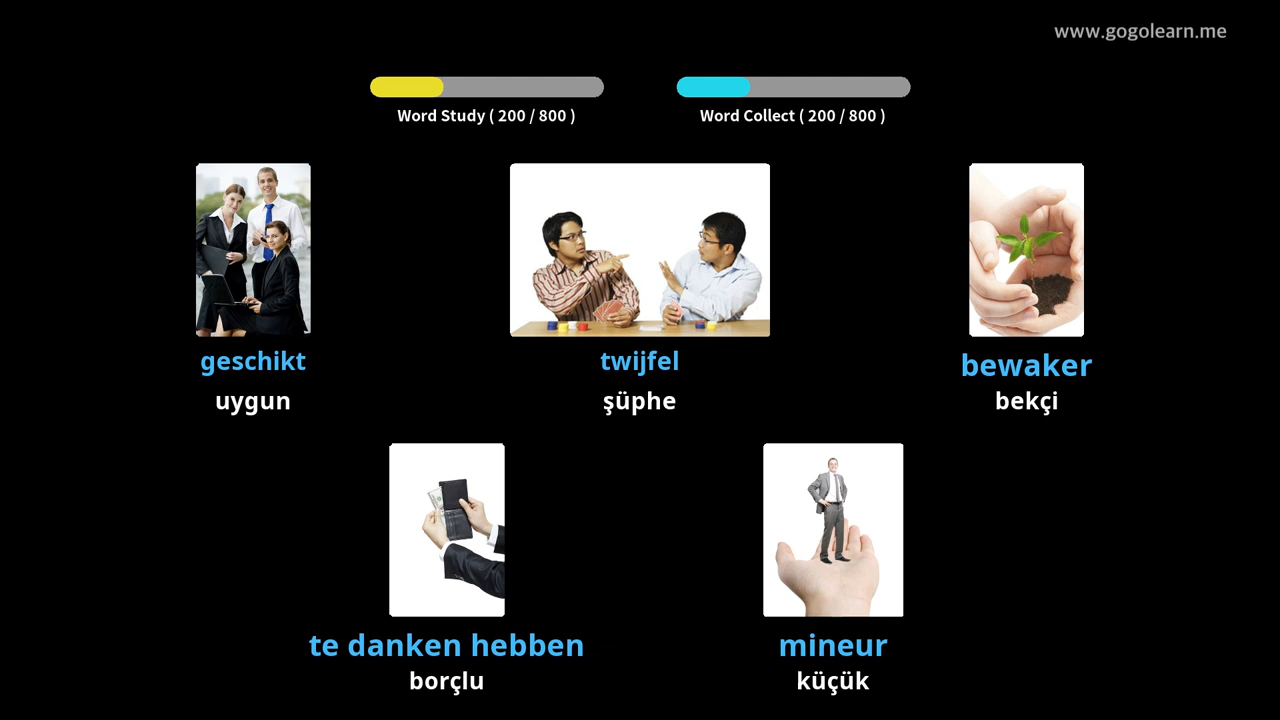 www.gogolearn.me
Word Study ( 200 / 800 )
Word Collect ( 200 / 800 )
geschikt
uygun
twijfel
şüphe
bewaker
bekçi
te danken hebben
borçlu
mineur
küçük